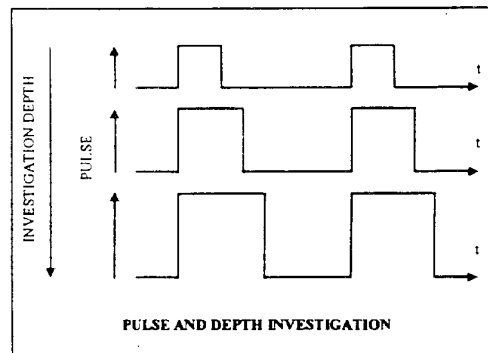 INVESTIGATION DEPTH
PULSE
t
t
t
PULSE AND DEPTH INVESTIGATION